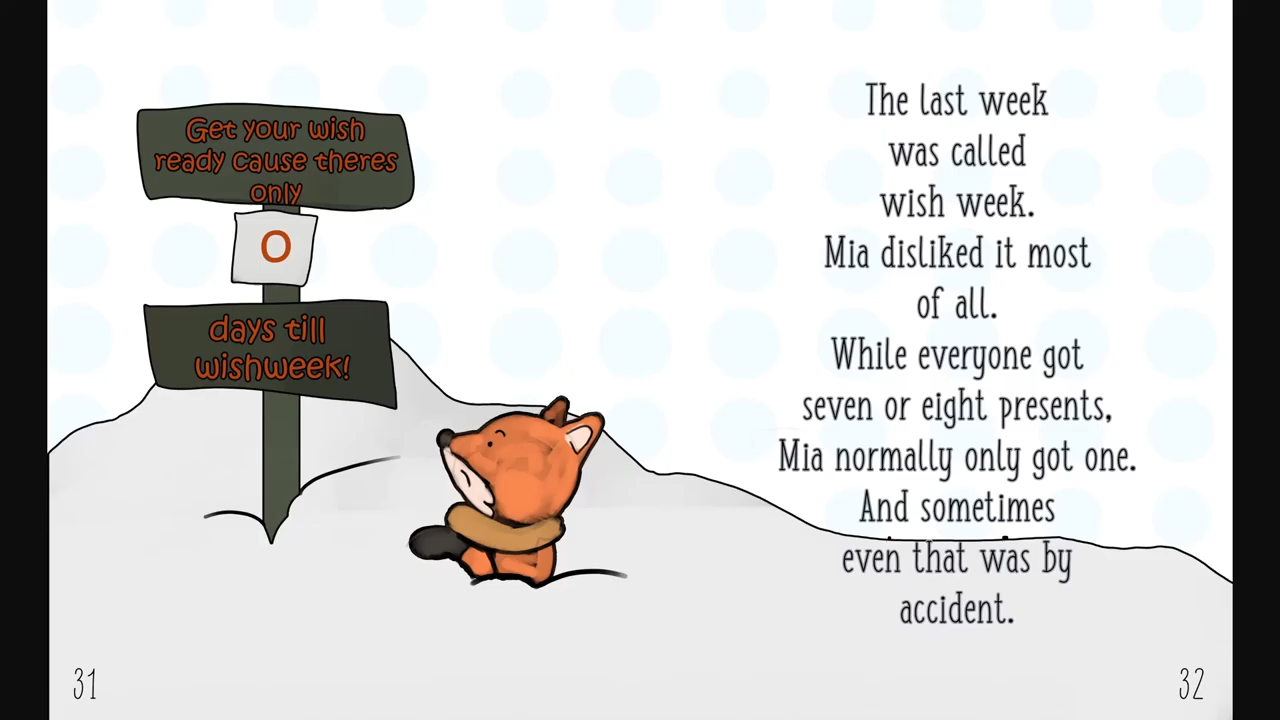 Get your wish
ready cause theres
only
0
days till
wishweek!
The last week
was called
wish week.
Mia disliked it most
of all.
While everyone got
seven or eight presents,
Mia normally only got one.
And sometimes
even that was by
accident.
31
32